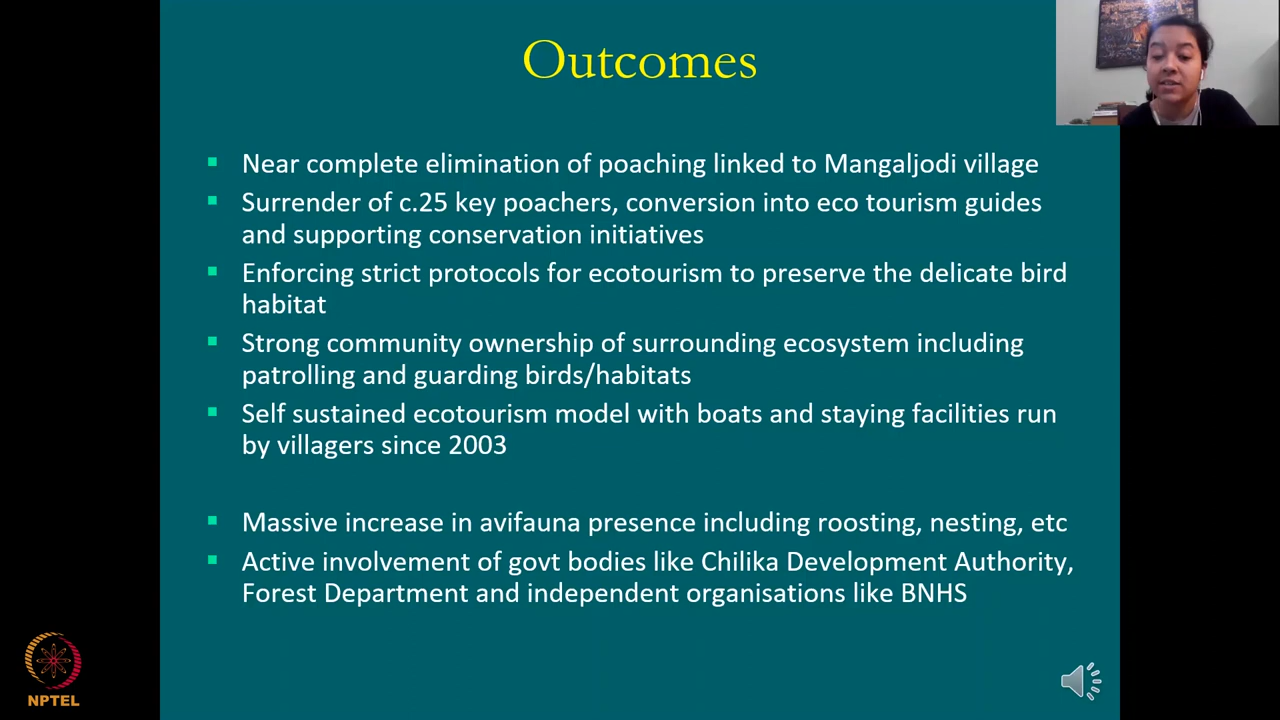 Outcomes
▪ Near complete elimination of poaching linked to Mangaljodi village
▪ Surrender of c.25 key poachers, conversion into eco tourism guides
and supporting conservation initiatives
▪ Enforcing strict protocols for ecotourism to preserve the delicate bird
habitat
▪ Strong community ownership of surrounding ecosystem including
patrolling and guarding birds/habitats
▪ Self sustained ecotourism model with boats and staying facilities run
by villagers since 2003
▪ Massive increase in avifauna presence including roosting, nesting, etc
▪ Active involvement of govt bodies like Chilika Development Authority,
Forest Department and independent organisations like BNHS
NPTEL